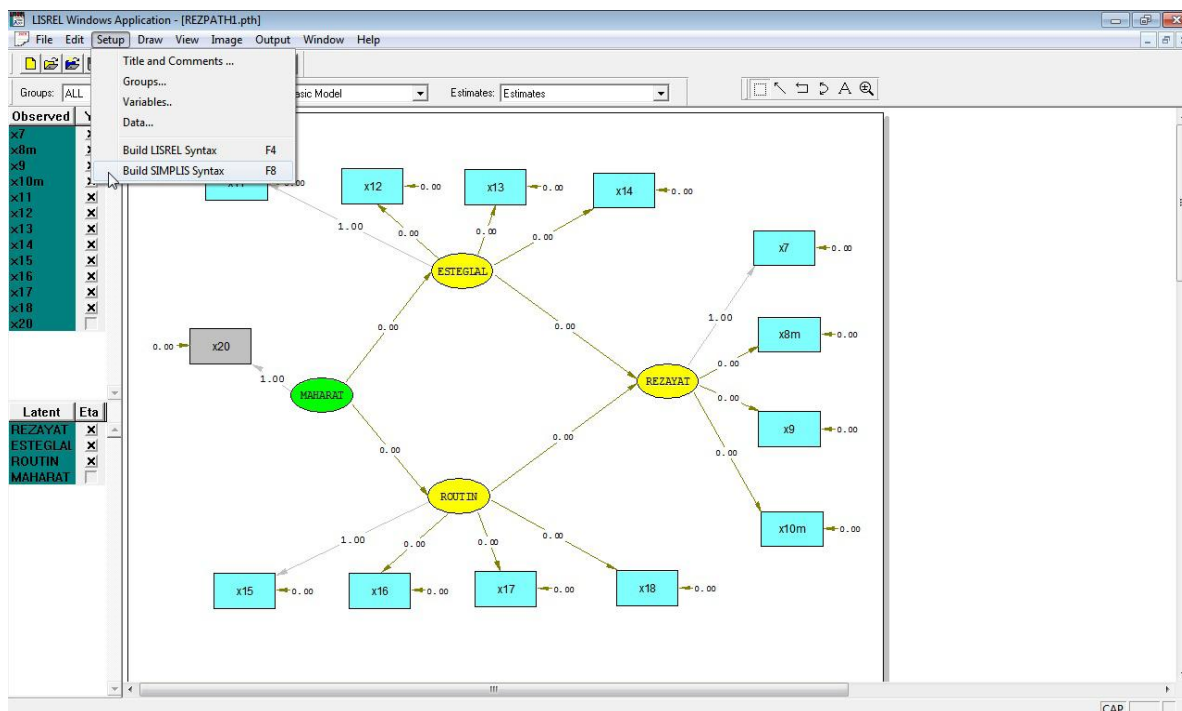 LISREL Windows Application - [REZPATH1.pth]
File Edit Setup Draw View Image Output Window Help
Title and Comments ...
Groups...
Variables..
Data...
Build LISREL Syntax F4
Build SIMPLIS Syntax F8
Groups: ALL Model Estimates: Estimates
Observed Y
x7
x8m
x9
x10m
x11
x12
x13
x14
x15
x16
x17
x18
x20
Latent Eta
REZAYAT
ESTEGLAL
ROUTIN
MAHARAT
x12 0.00
x13 0.00
x14 0.00
1.00
0.00
0.00
0.00
ESTEGLAL
x7 0.00
0.00
0.00
1.00
x8m 0.00
0.00 x20
1.00
0.00
MAHARAT
REZAYAT
0.00
x9 0.00
0.00
0.00
0.00
ROUTIN
x10m 0.00
1.00
0.00
0.00
0.00
x15 0.00
x16 0.00
x17 0.00
x18 0.00
CAP